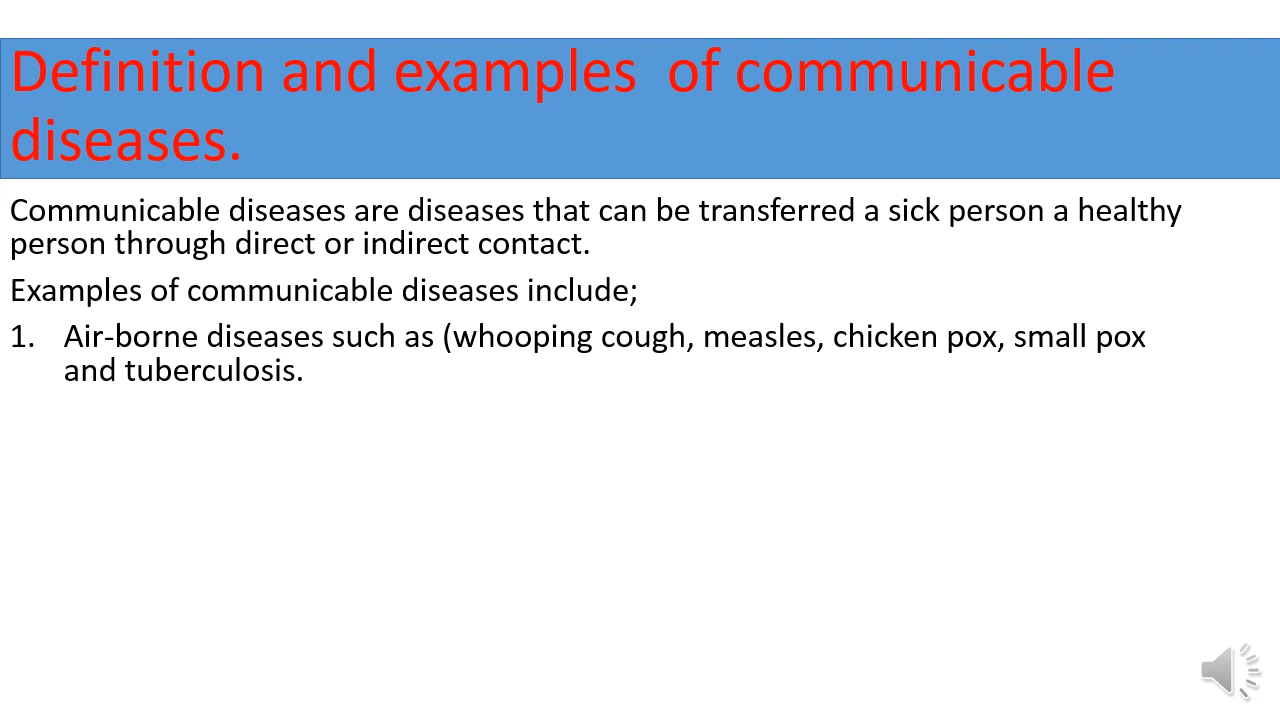 Definition and examples  of communicable
diseases.
Communicable diseases are diseases that can be transferred a sick person a healthy
person through direct or indirect contact.
Examples of communicable diseases include;
1. Air-borne diseases such as (whooping cough, measles, chicken pox, small pox
and tuberculosis.